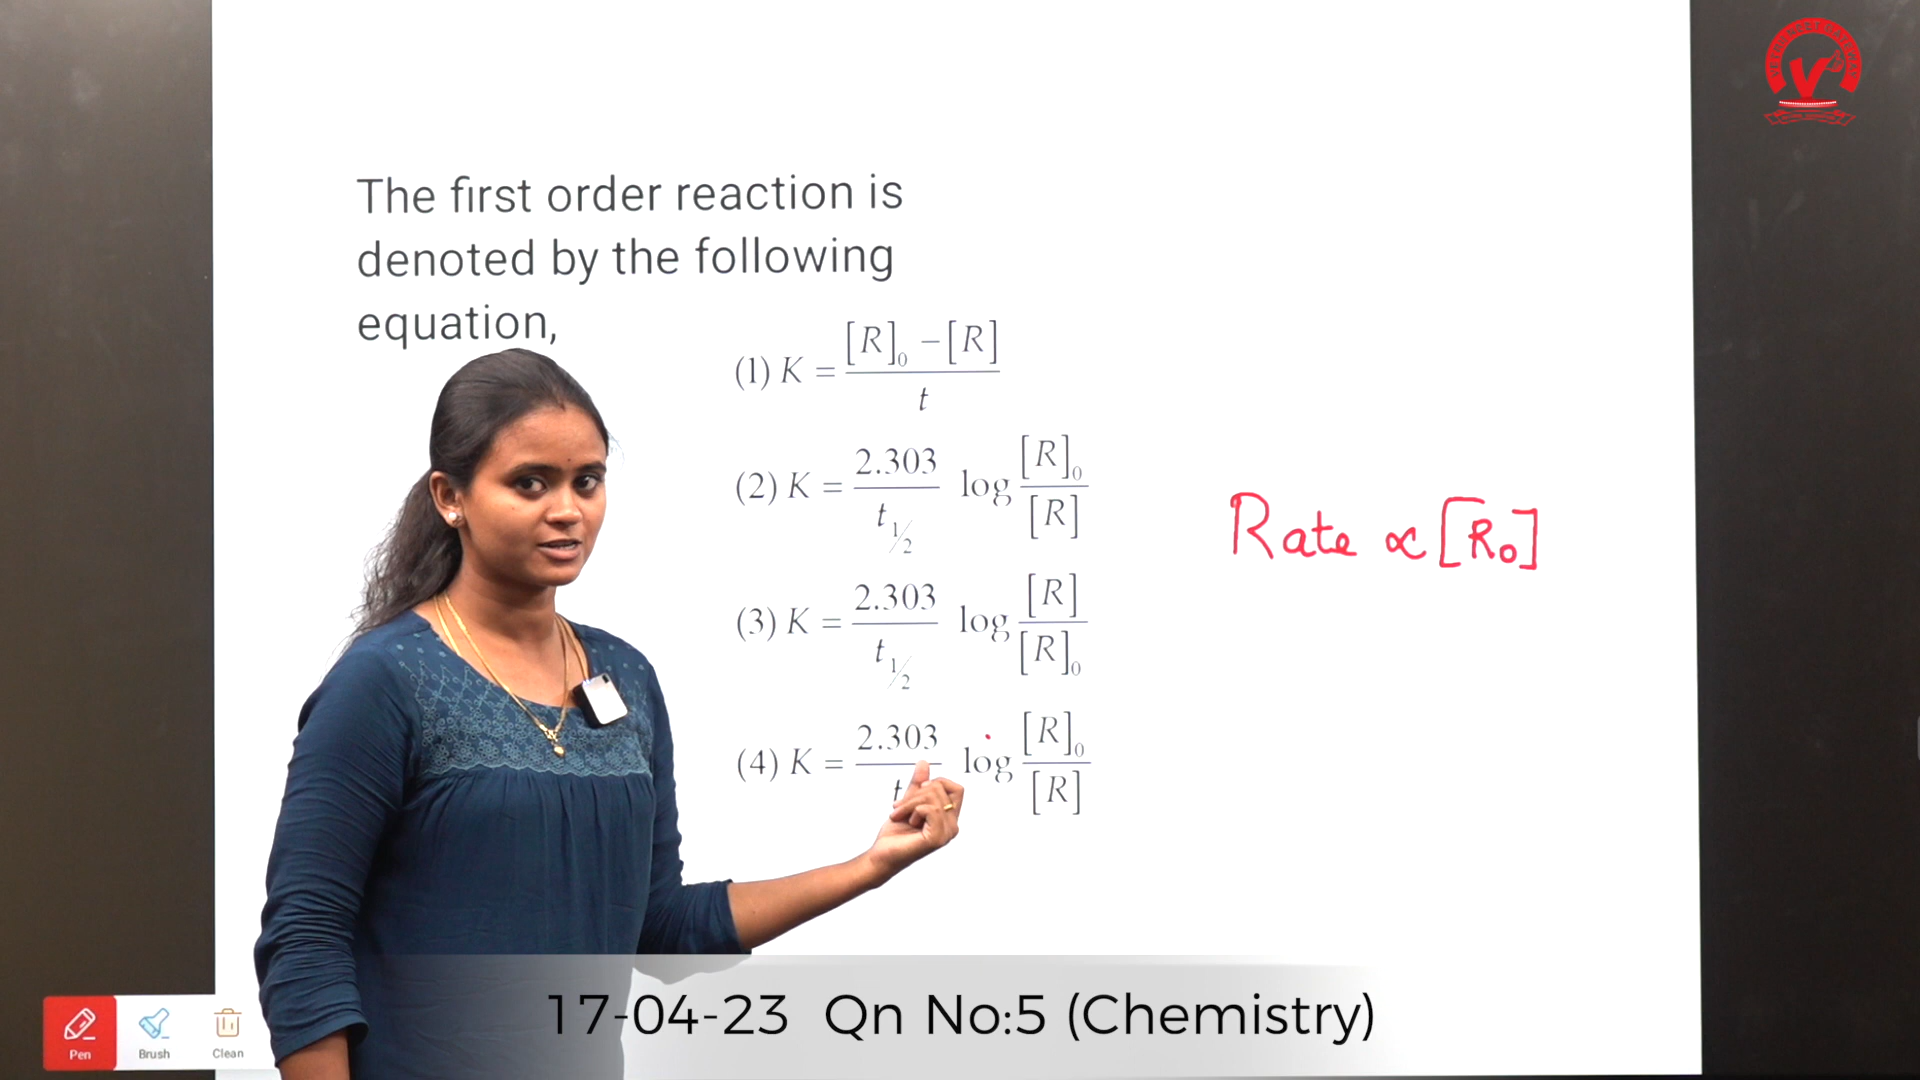 The first order reaction is
denoted by the following
equation,
(1) K = [R]₀ − [R] / t
(2) K = 2.303 / t½ log [R]₀ / [R]
(3) K = 2.303 / t½ log [R] / [R]₀
(4) K = 2.303 / t log [R]₀ / [R]
Rate ∝ [R₀]
17-04-23 Qn No:5 (Chemistry)
Pen
Brush
Clean